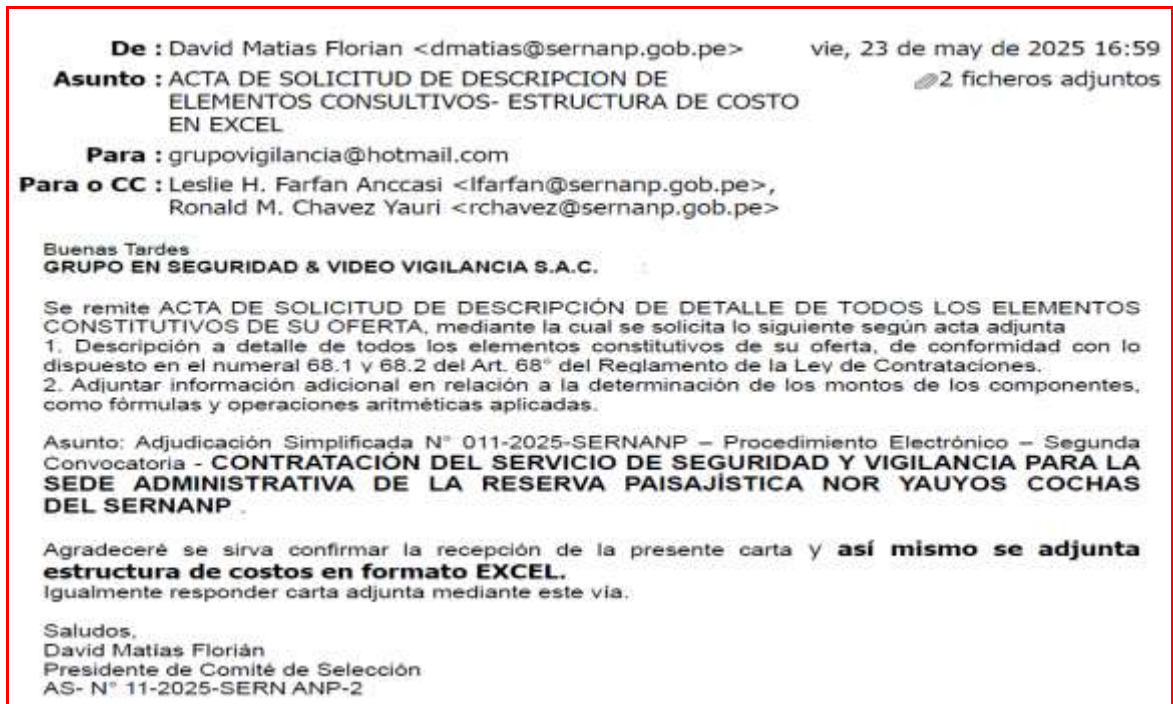 De : David Matias Florian <dmatias@sernanp.gob.pe> vie, 23 de may de 2025 16:59
Asunto : ACTA DE SOLICITUD DE DESCRIPCION DE 2 ficheros adjuntos
ELEMENTOS CONSULTIVOS- ESTRUCTURA DE COSTO
EN EXCEL
Para : grupovigilancia@hotmail.com
Para o CC : Leslie H. Farfan Anccasi <lfarfan@sernanp.gob.pe>,
Ronald M. Chavez Yauri <rchavez@sernanp.gob.pe>
Buenas Tardes
GRUPO EN SEGURIDAD & VIDEO VIGILANCIA S.A.C.
Se remite ACTA DE SOLICITUD DE DESCRIPCIÓN DE DETALLE DE TODOS LOS ELEMENTOS
CONSTITUTIVOS DE SU OFERTA, mediante la cual se solicita lo siguiente según acta adjunta
1. Descripción a detalle de todos los elementos constitutivos de su oferta, de conformidad con lo
dispuesto en el numeral 68.1 y 68.2 del Art. 68° del Reglamento de la Ley de Contrataciones.
2. Adjuntar información adicional en relación a la determinación de los montos de los componentes,
como fórmulas y operaciones aritméticas aplicadas.
Asunto: Adjudicación Simplificada N° 011-2025-SERNANP – Procedimiento Electrónico – Segunda
Convocatoria - CONTRATACIÓN DEL SERVICIO DE SEGURIDAD Y VIGILANCIA PARA LA
SEDE ADMINISTRATIVA DE LA RESERVA PAISAJÍSTICA NOR YAUYOS COCHAS
DEL SERNANP .
Agradeceré se sirva confirmar la recepción de la presente carta y así mismo se adjunta
estructura de costos en formato EXCEL.
Igualmente responder carta adjunta mediante este vía.
Saludos,
David Matias Florián
Presidente de Comité de Selección
AS- N° 11-2025-SERN ANP-2